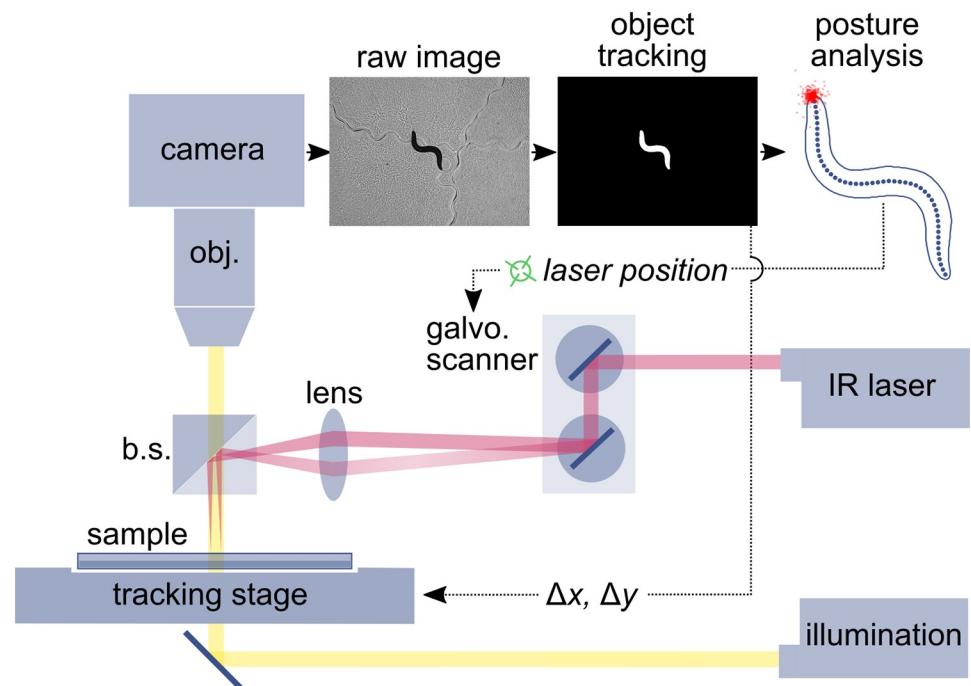 object
tracking
posture
analysis
raw image
camera
obj.
laser position
galvo.
scanner
IR laser
lens
b.s.
sample
tracking stage
Δx, Δy
illumination